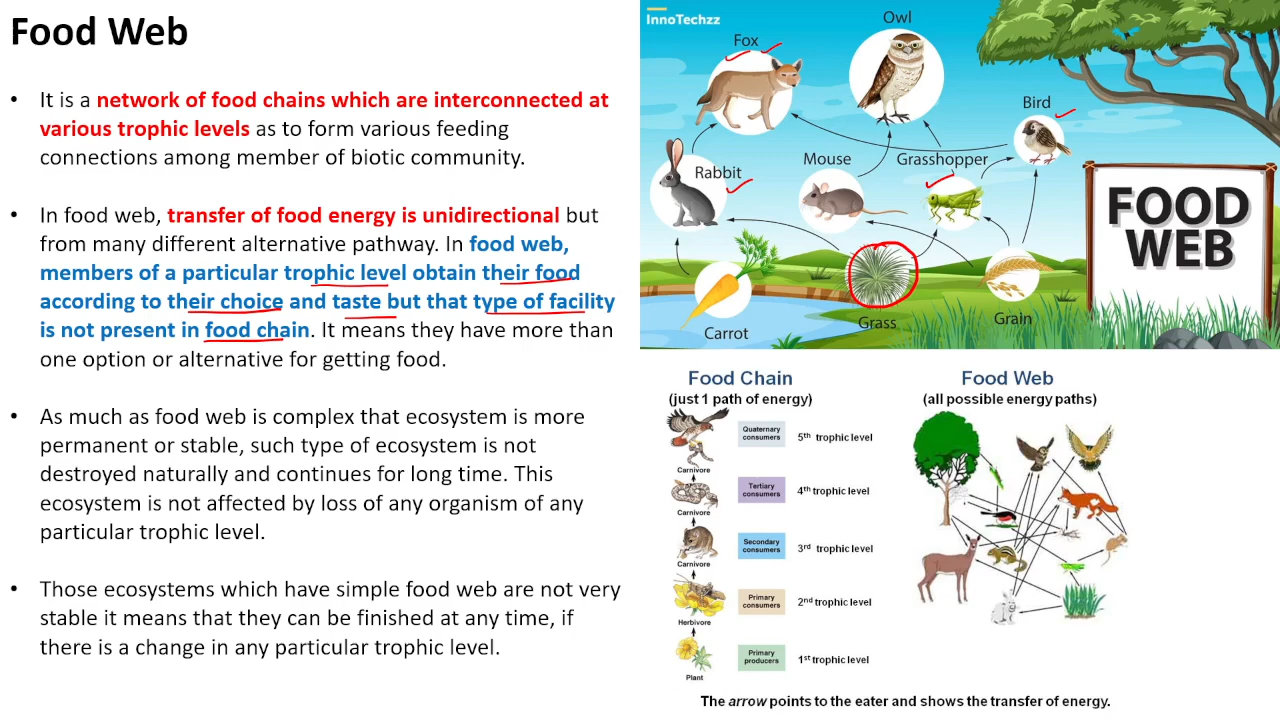 Food Web
• It is a network of food chains which are interconnected at
various trophic levels as to form various feeding
connections among member of biotic community.
• In food web, transfer of food energy is unidirectional but
from many different alternative pathway. In food web,
members of a particular trophic level obtain their food
according to their choice and taste but that type of facility
is not present in food chain. It means they have more than
one option or alternative for getting food.
• As much as food web is complex that ecosystem is more
permanent or stable, such type of ecosystem is not
destroyed naturally and continues for long time. This
ecosystem is not affected by loss of any organism of any
particular trophic level.
• Those ecosystems which have simple food web are not very
stable it means that they can be finished at any time, if
there is a change in any particular trophic level.
InnoTechzz
Owl
Fox
Bird
Rabbit
Mouse
Grasshopper
FOOD
WEB
Carrot
Grass
Grain
Food Chain
(just 1 path of energy)
Carnivore
Quaternary
consumers
5th trophic level
Carnivore
Tertiary
consumers
4th trophic level
Carnivore
Secondary
consumers
3rd trophic level
Herbivore
Primary
consumers
2nd trophic level
Plant
Primary
producers
1st trophic level
Food Web
(all possible energy paths)
The arrow points to the eater and shows the transfer of energy.